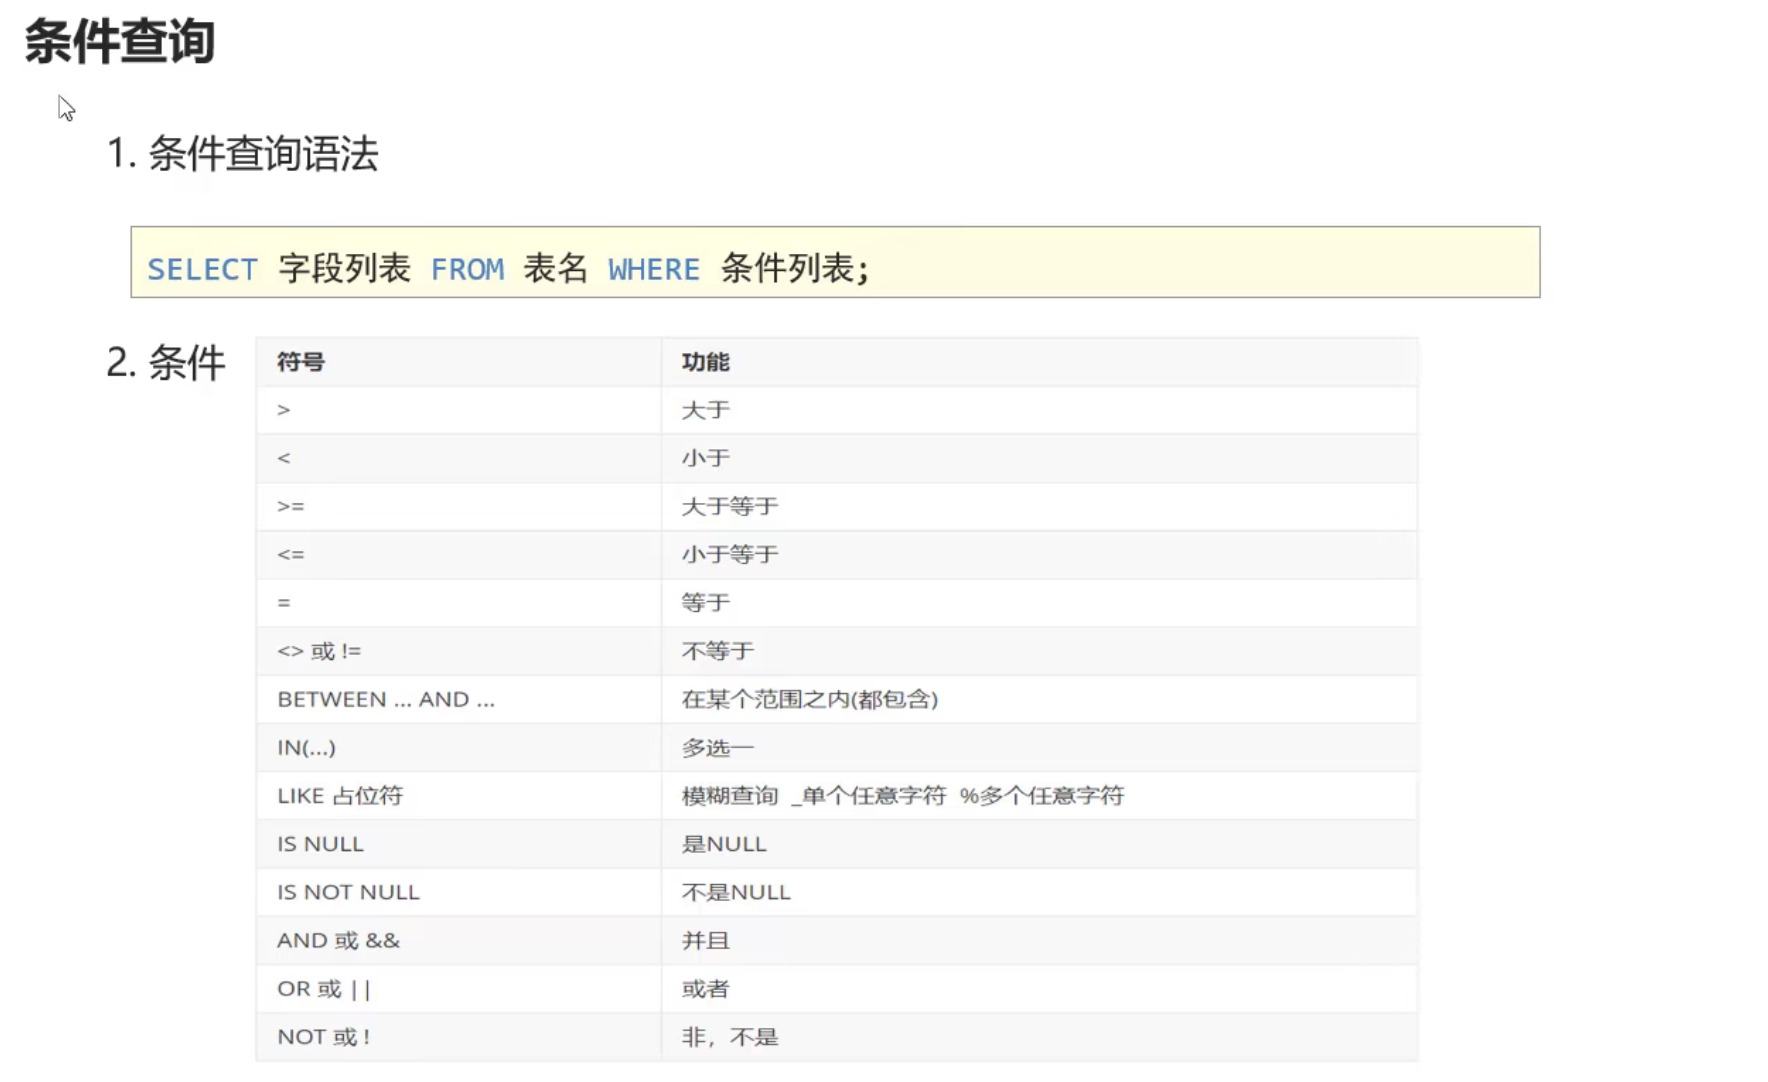 条件查询
1. 条件查询语法
SELECT 字段列表 FROM 表名 WHERE 条件列表;
2. 条件
符号 功能
> 大于
< 小于
>= 大于等于
<= 小于等于
= 等于
<> 或 != 不等于
BETWEEN ... AND ... 在某个范围之内(都包含)
IN(...) 多选一
LIKE 占位符 模糊查询 _单个任意字符 %多个任意字符
IS NULL 是NULL
IS NOT NULL 不是NULL
AND 或 && 并且
OR 或 || 或者
NOT 或 ! 非，不是